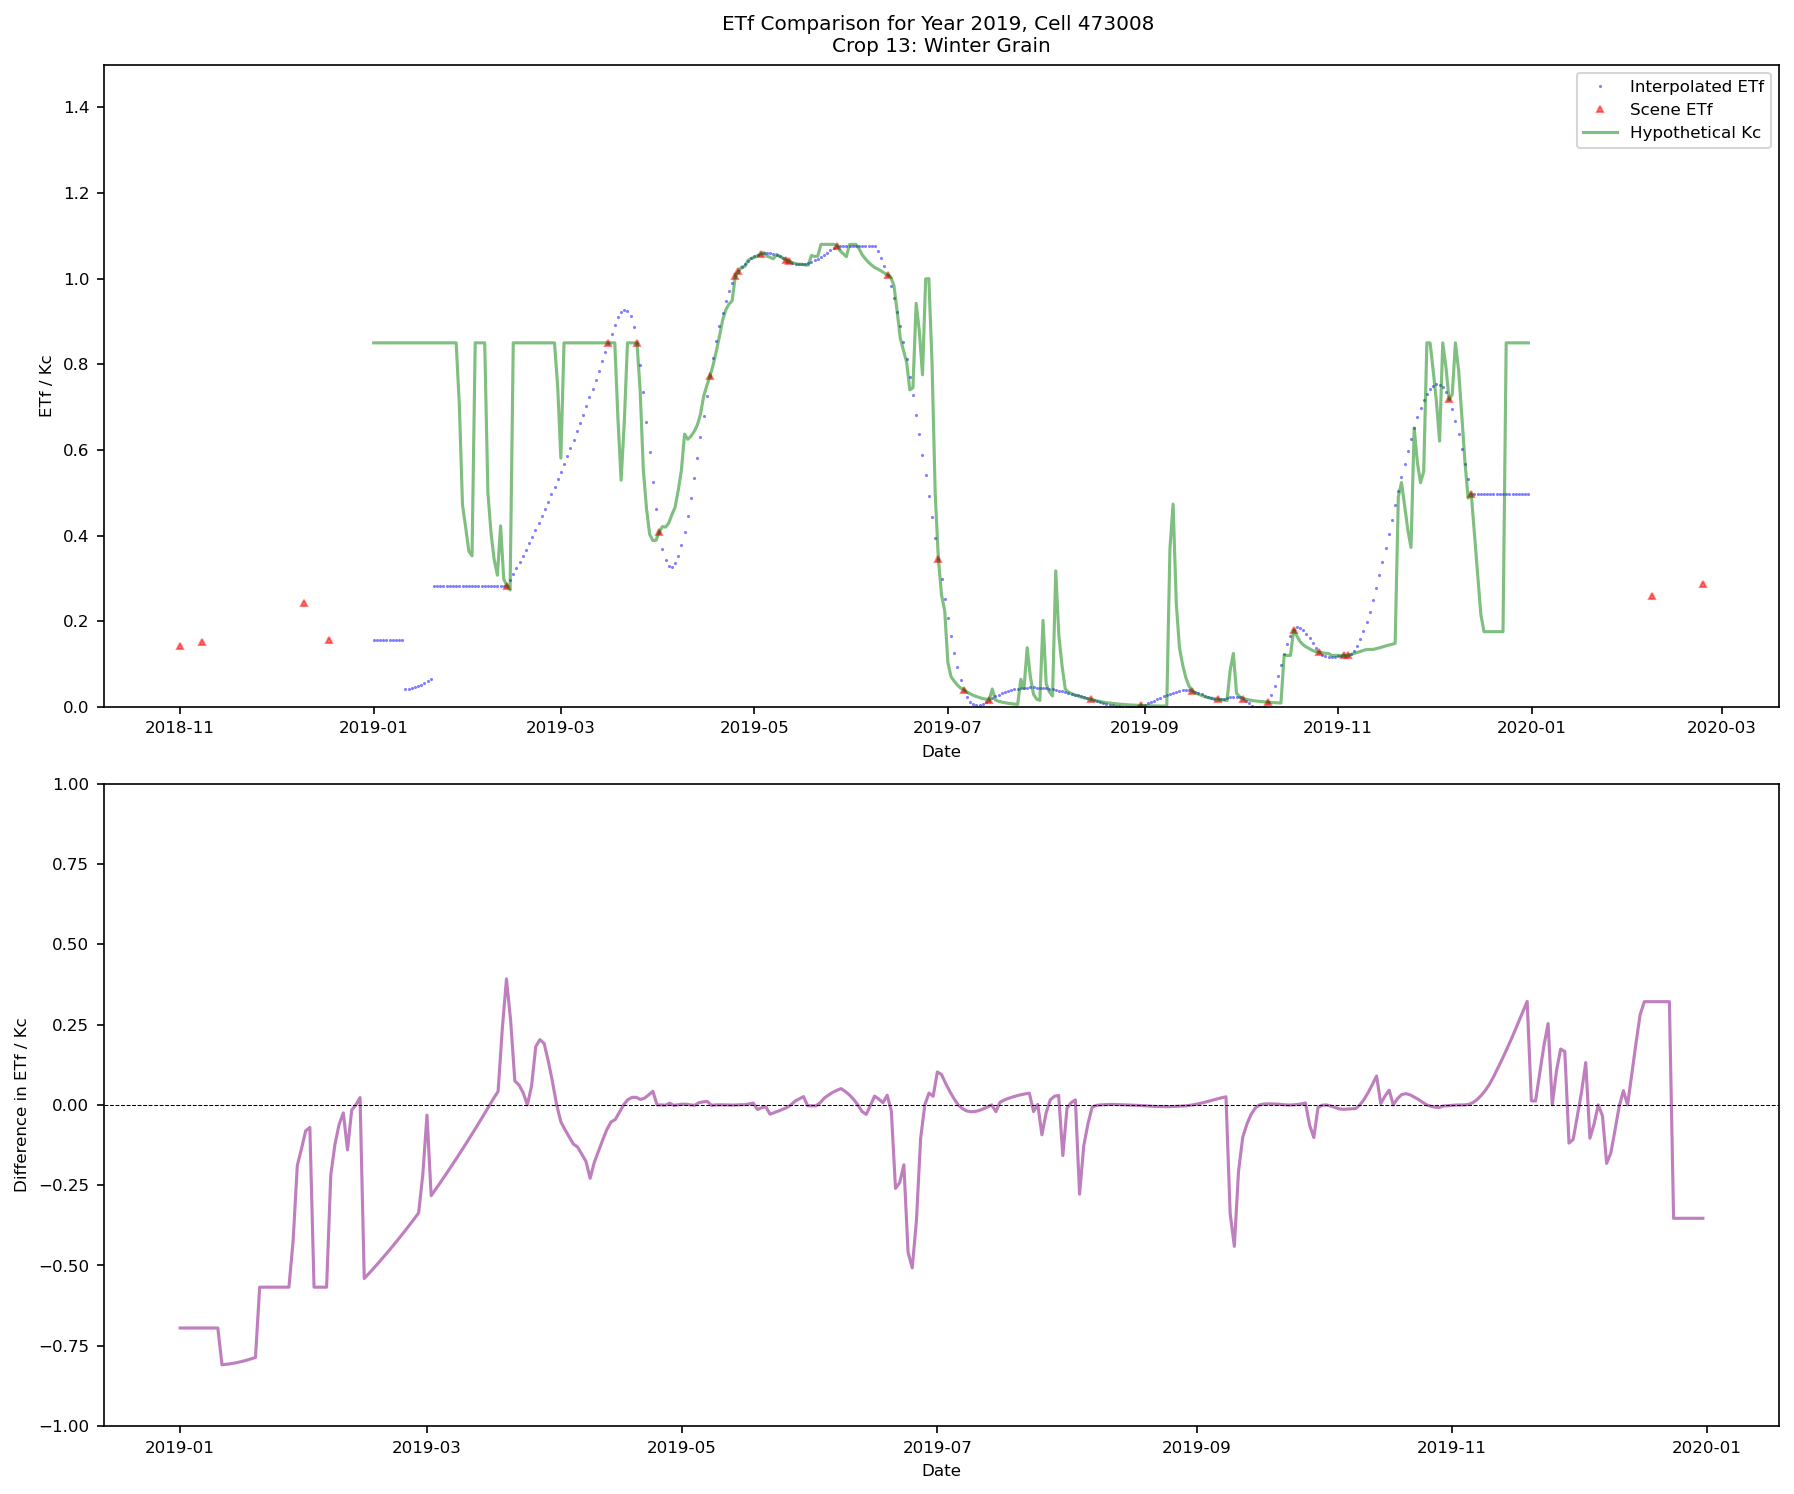 ETf Comparison for Year 2019, Cell 473008
Crop 13: Winter Grain
Interpolated ETf
Scene ETf
Hypothetical Kc
ETf / Kc
1.4
1.2
1.0
0.8
0.6
0.4
0.2
0.0
2018-11 2019-01 2019-03 2019-05 2019-07 2019-09 2019-11 2020-01 2020-03
Date
Difference in ETf / Kc
1.00
0.75
0.50
0.25
0.00
−0.25
−0.50
−0.75
−1.00
2019-01 2019-03 2019-05 2019-07 2019-09 2019-11 2020-01
Date